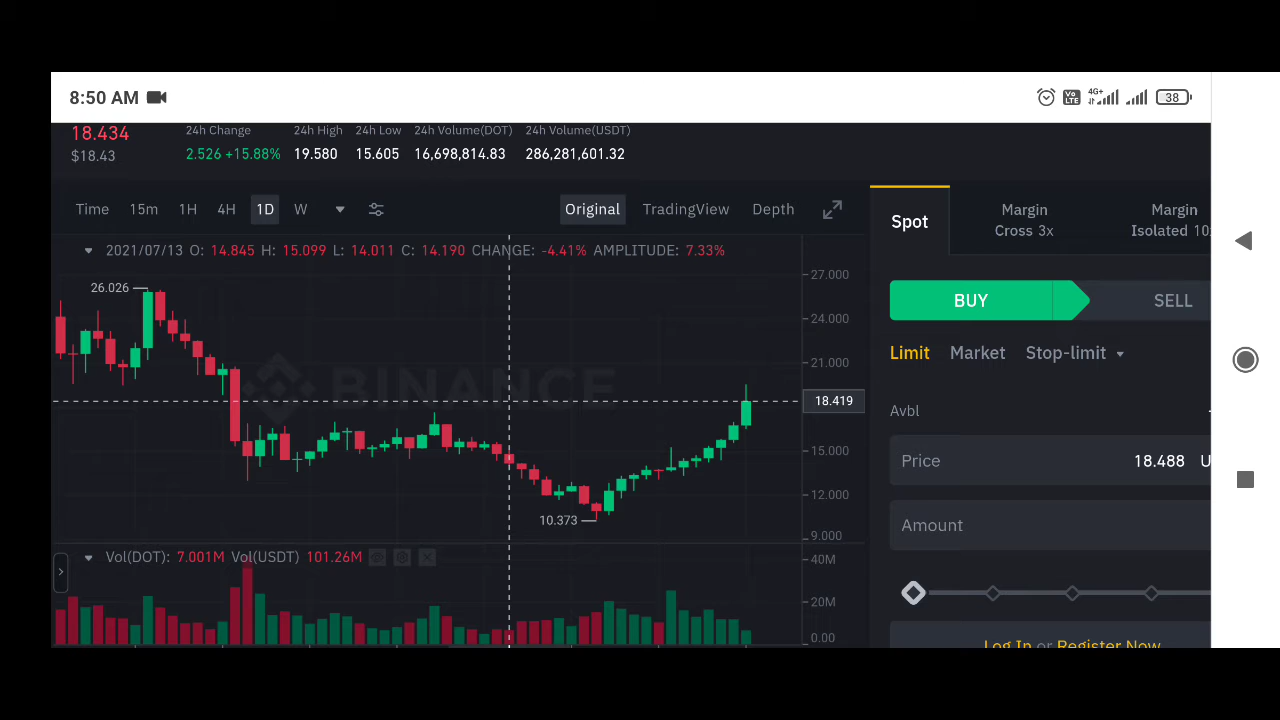 8:50 AM
Vo LTE 4G+ 38
18.434 24h Change 24h High 24h Low 24h Volume(DOT) 24h Volume(USDT)
$18.43 2.526 +15.88% 19.580 15.605 16,698,814.83 286,281,601.32
Time 15m 1H 4H 1D W Original TradingView Depth
Spot
Margin
Cross 3x
Margin
Isolated 10
2021/07/13 O: 14.845 H: 15.099 L: 14.011 C: 14.190 CHANGE: -4.41% AMPLITUDE: 7.33%
26.026
10.373
BINANCE
27.000
24.000
21.000
18.419
15.000
12.000
9.000
Vol(DOT): 7.001M Vol(USDT) 101.26M
40M
20M
0.00
BUY SELL
Limit Market Stop-limit
Avbl
Price 18.488 U
Amount
Log In or Register Now